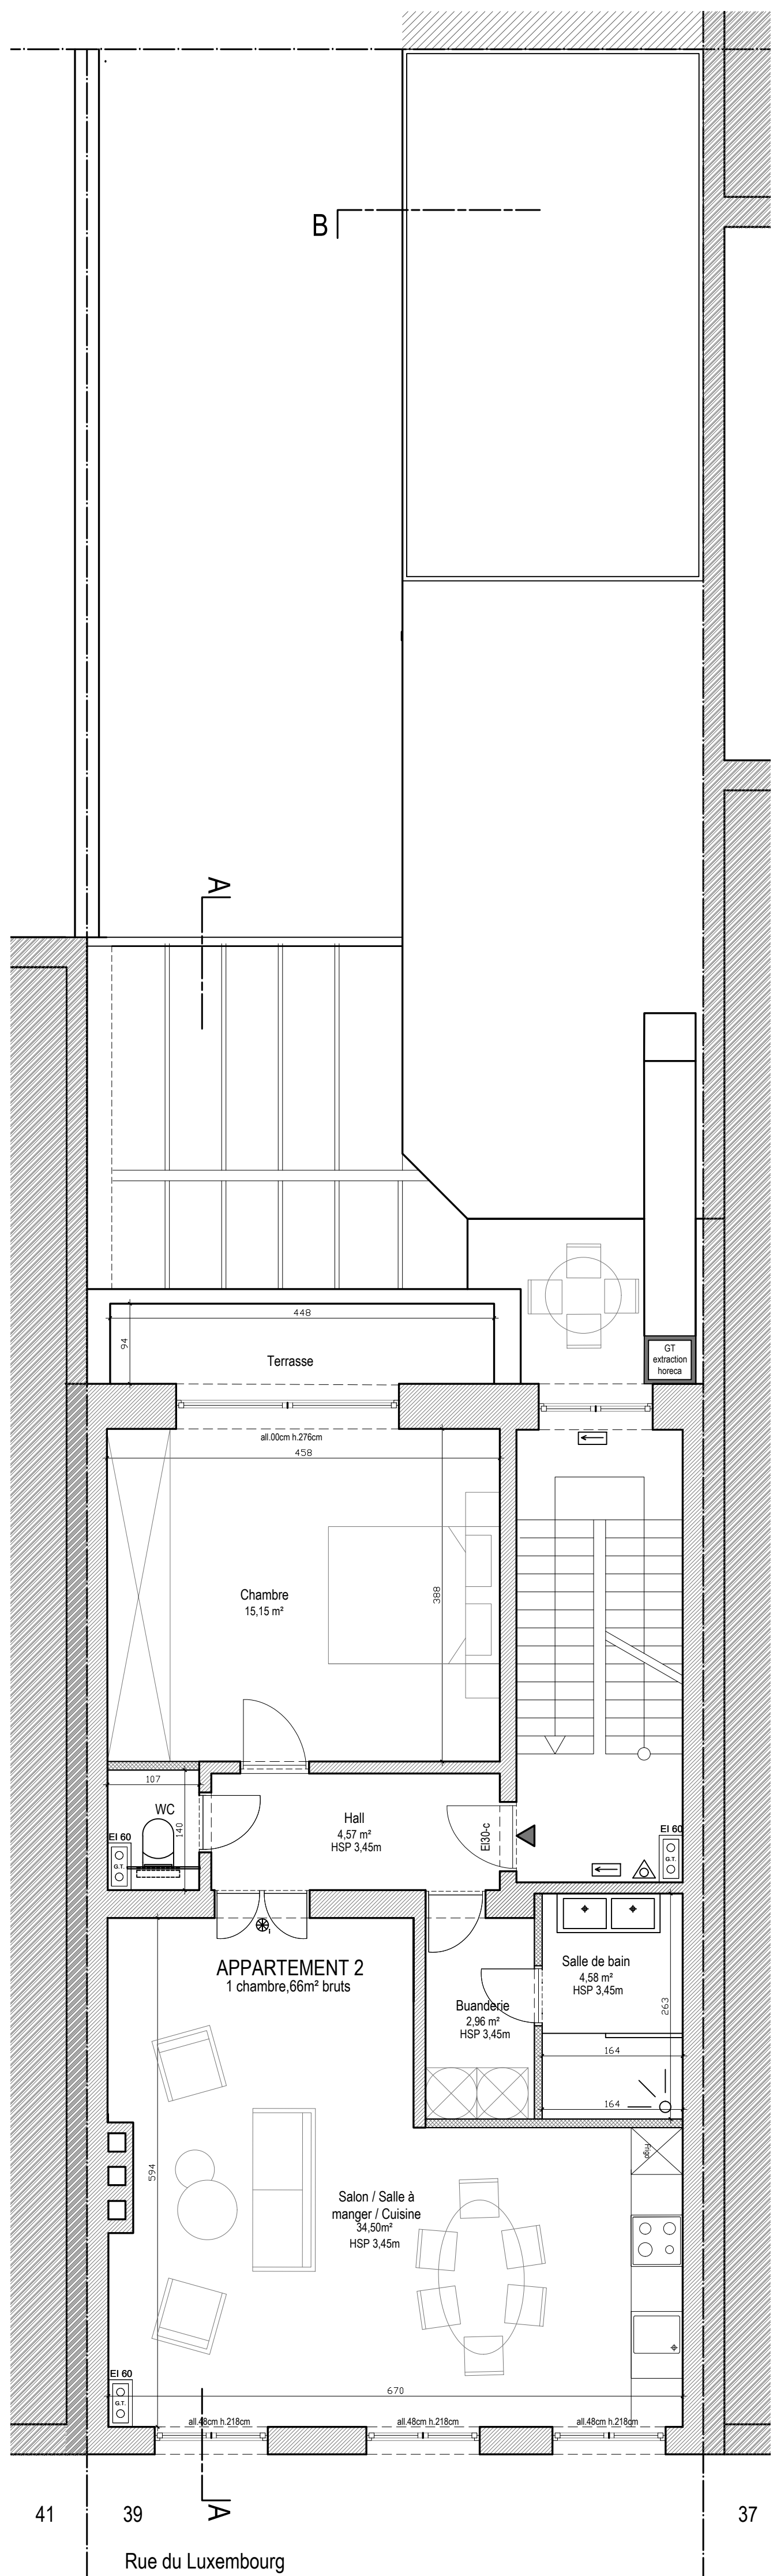 B
A
448
94
Terrasse
GT
extraction
horeca
all.00cm h.276cm
458
388
Chambre
15,15 m²
107
WC
140
EI 60
G.T.
Hall
4,57 m²
HSP 3,45m
EI30-c
EI 60
G.T.
APPARTEMENT 2
1 chambre,66m² bruts
Salle de bain
4,58 m²
HSP 3,45m
Buanderie
2,96 m²
HSP 3,45m
263
164
164
Frigo
594
Salon / Salle à
manger / Cuisine
34,50m²
HSP 3,45m
EI 60
G.T.
670
all.48cm h.218cm
all.48cm h.218cm
all.48cm h.218cm
A
41
39
37
Rue du Luxembourg